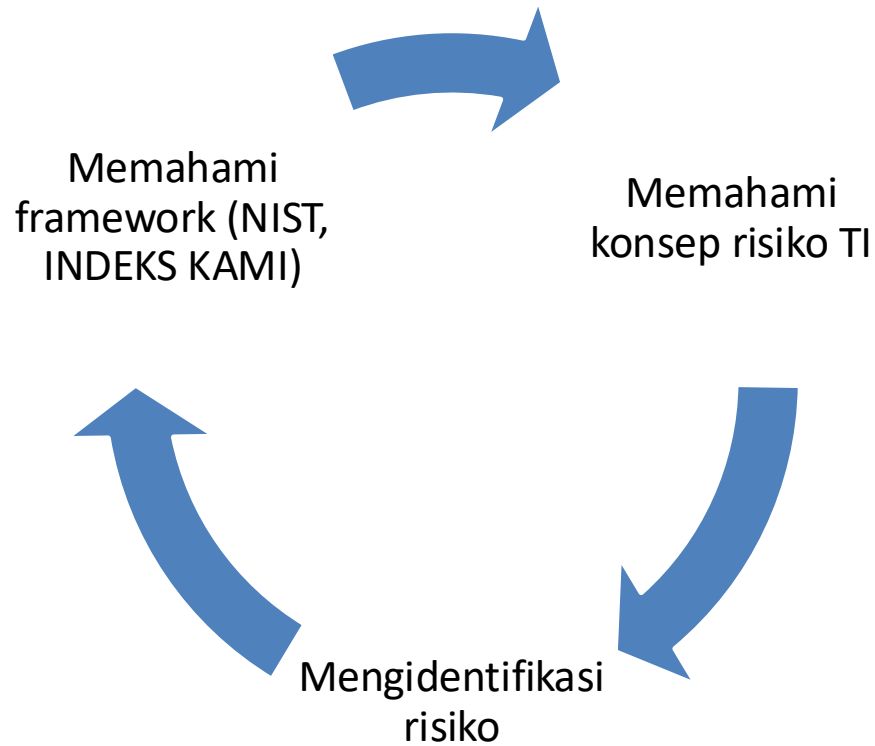 Memahami
framework (NIST,
INDEKS KAMI)
Memahami
konsep risiko TI
Mengidentifikasi
risiko